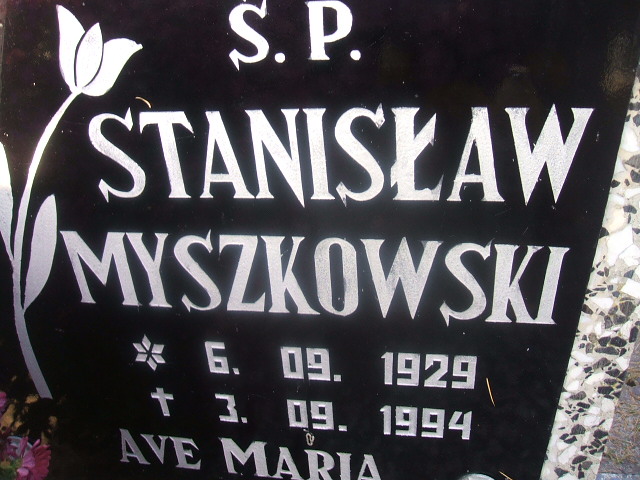 Ś. P.
STANISŁAW
MYSZKOWSKI
* 6. 09. 1929
† 3. 09. 1994
AVE MARIA